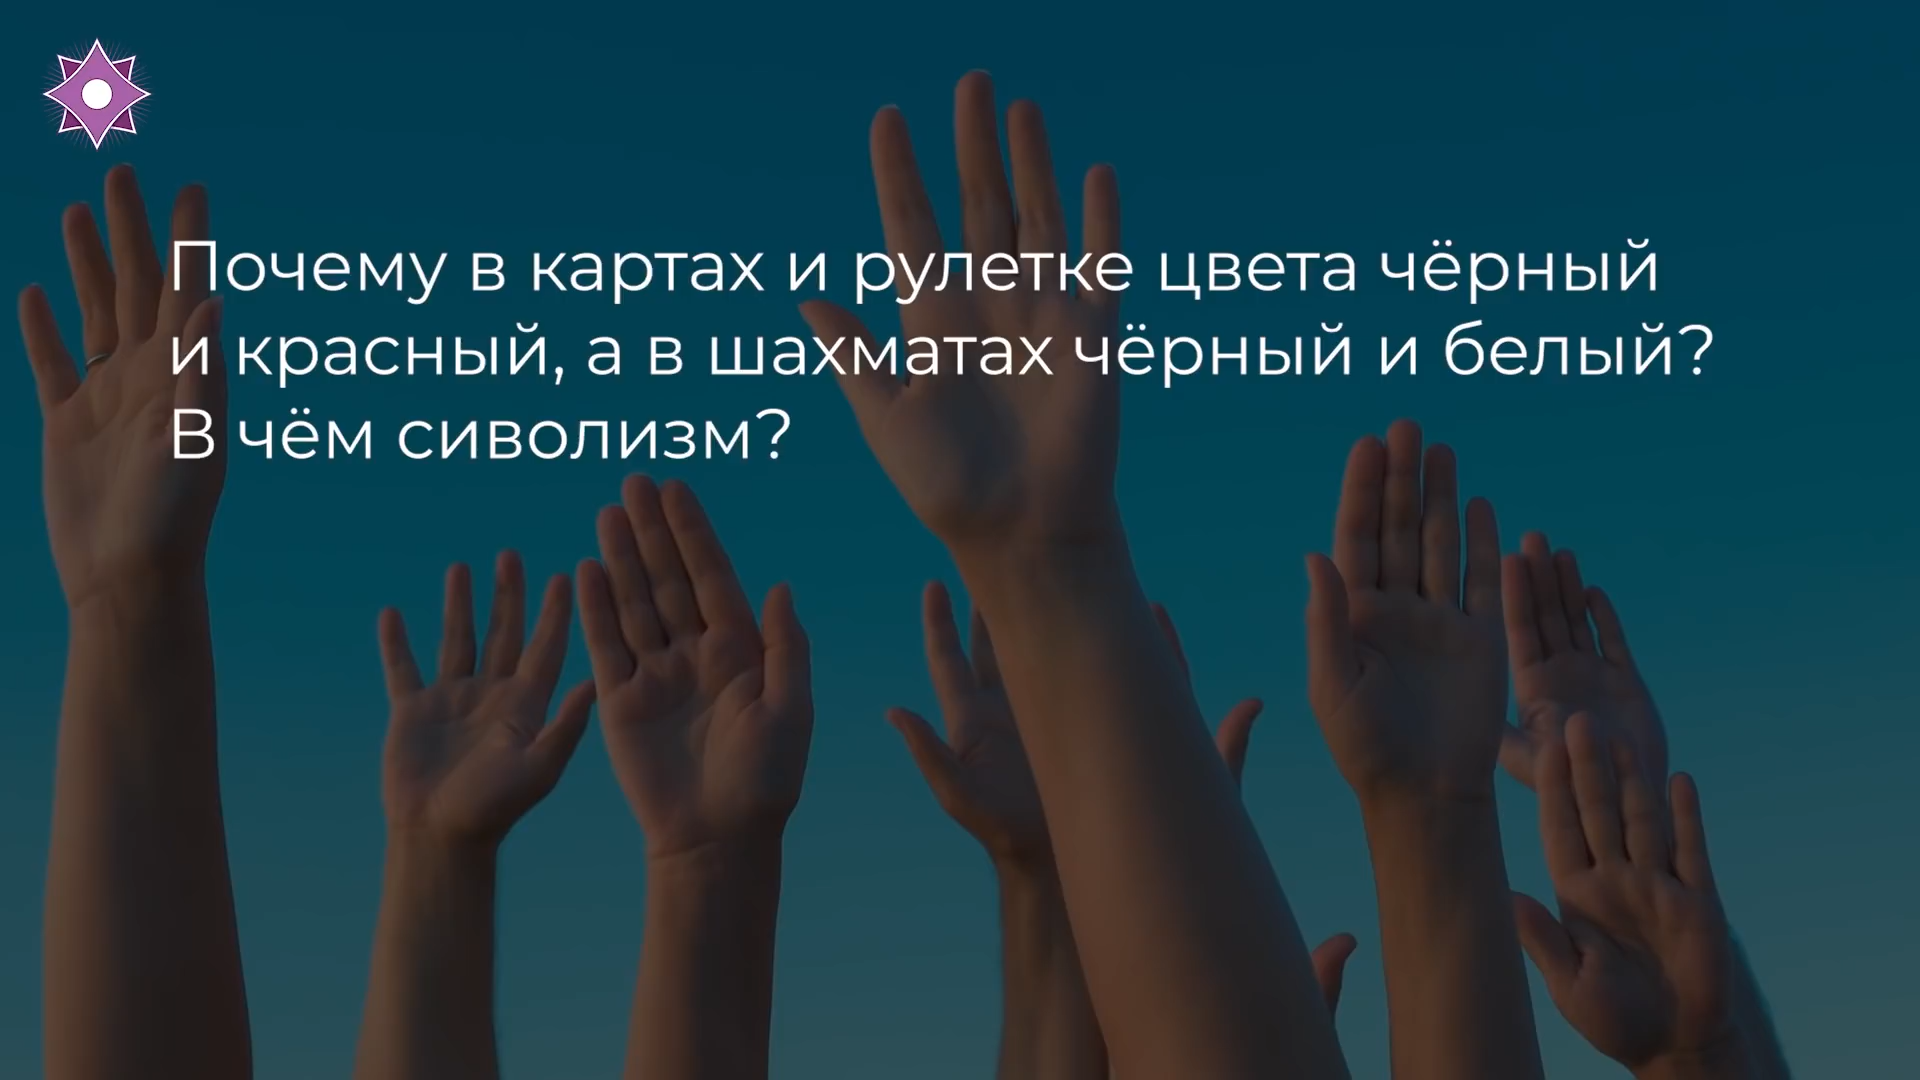 Почему в картах и рулетке цвета чёрный
и красный, а в шахматах чёрный и белый?
В чём сиволизм?